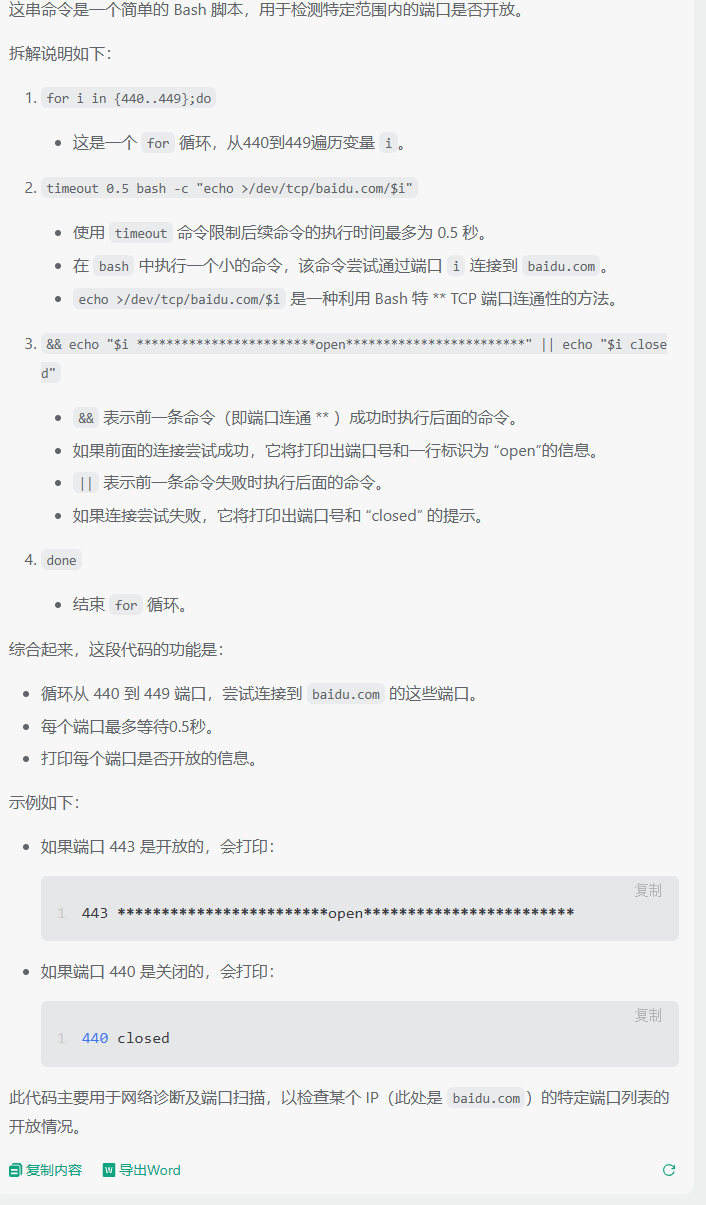 这串命令是一个简单的 Bash 脚本，用于检测特定范围内的端口是否开放。
拆解说明如下：
1. for i in {440..449};do
• 这是一个 for 循环，从440到449遍历变量 i 。
2. timeout 0.5 bash -c "echo >/dev/tcp/baidu.com/$i"
• 使用 timeout 命令限制后续命令的执行时间最多为 0.5 秒。
• 在 bash 中执行一个小的命令，该命令尝试通过端口 i 连接到 baidu.com 。
• echo >/dev/tcp/baidu.com/$i 是一种利用 Bash 特 ** TCP 端口连通性的方法。
3. && echo "$i ************************open************************" || echo "$i close
d"
• && 表示前一条命令（即端口连通 ** ）成功时执行后面的命令。
• 如果前面的连接尝试成功，它将打印出端口号和一行标识为 “open”的信息。
• || 表示前一条命令失败时执行后面的命令。
• 如果连接尝试失败，它将打印出端口号和 “closed” 的提示。
4. done
• 结束 for 循环。
综合起来，这段代码的功能是：
• 循环从 440 到 449 端口，尝试连接到 baidu.com 的这些端口。
• 每个端口最多等待0.5秒。
• 打印每个端口是否开放的信息。
示例如下：
• 如果端口 443 是开放的，会打印：
复制
1 443 ************************open************************
• 如果端口 440 是关闭的，会打印：
复制
1 440 closed
此代码主要用于网络诊断及端口扫描，以检查某个 IP（此处是 baidu.com ）的特定端口列表的
开放情况。
复制内容 W 导出Word